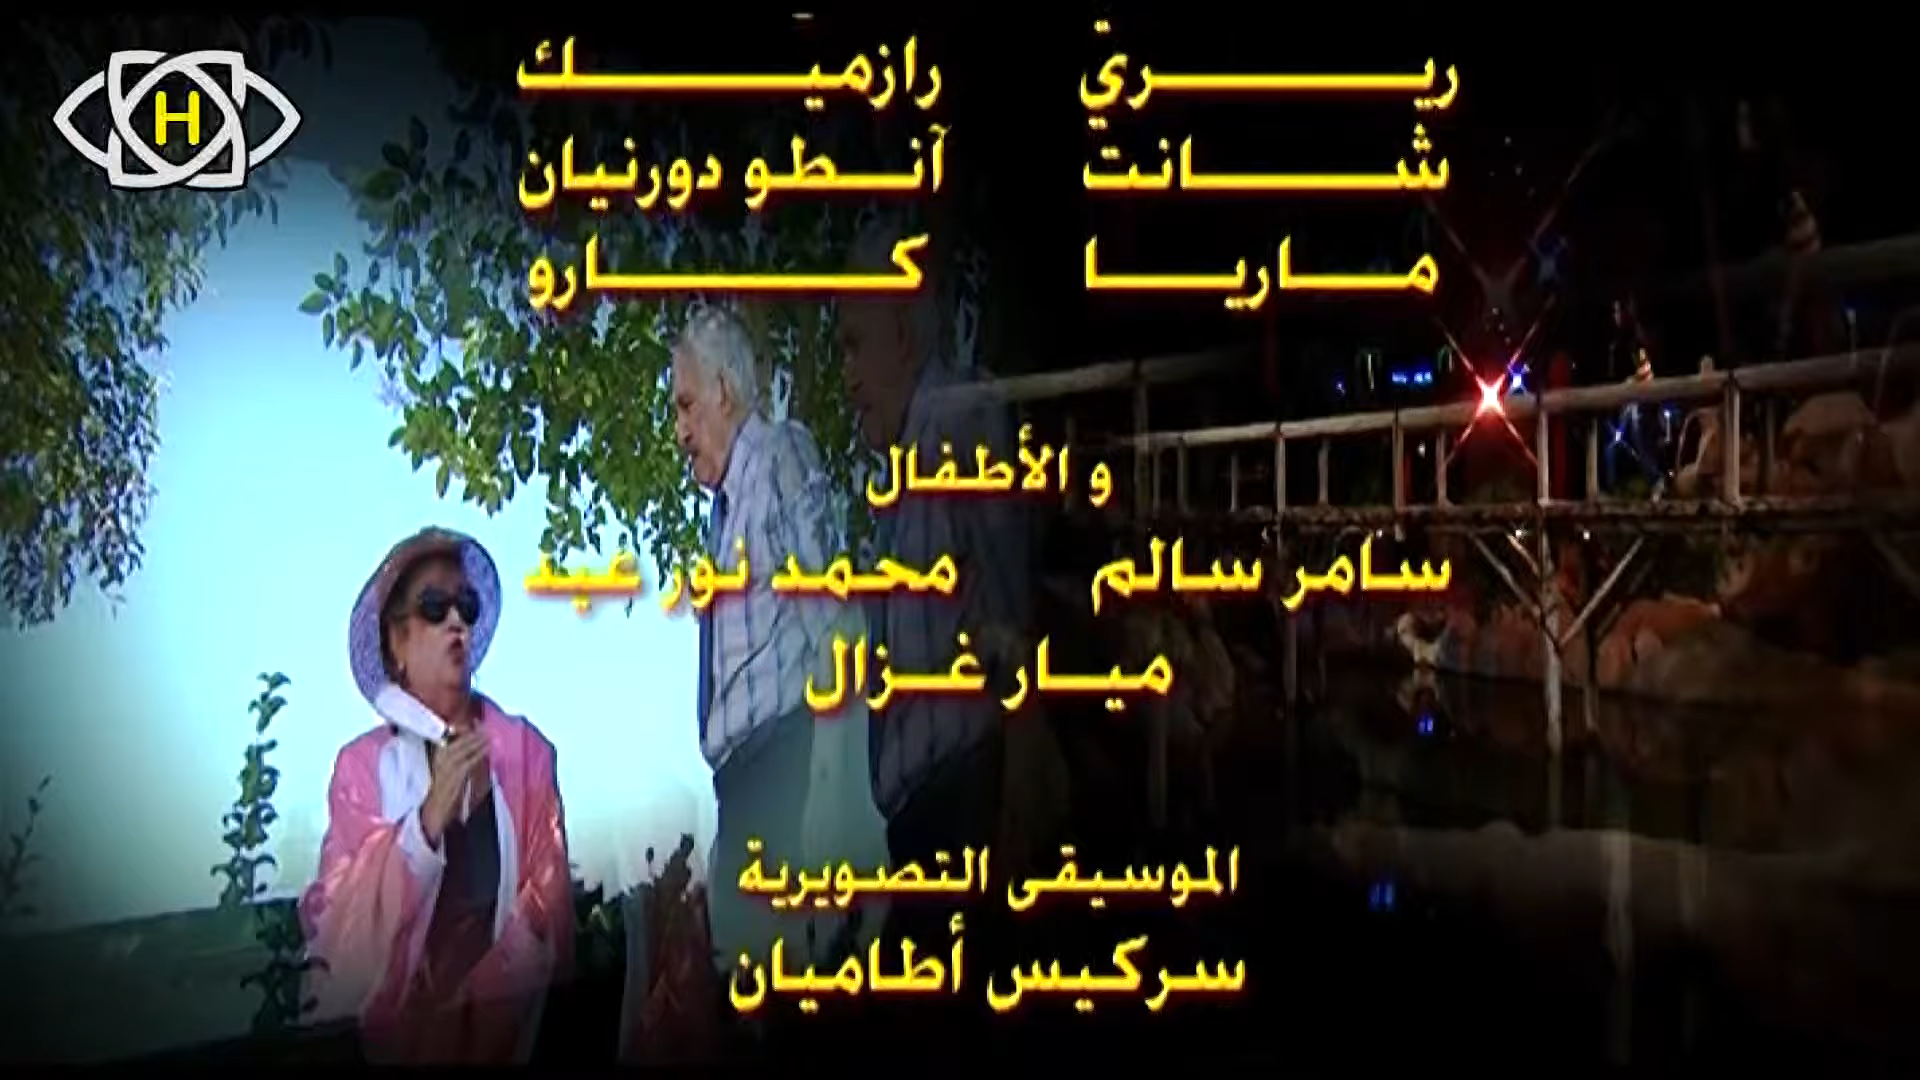 H
ريري رازميك
شانت آنطو دورنيان
ماريا كارو
و الأطفال
سامر سالم محمد نور عيد
ميار غزال
الموسيقى التصويرية
سركيس أطاميان